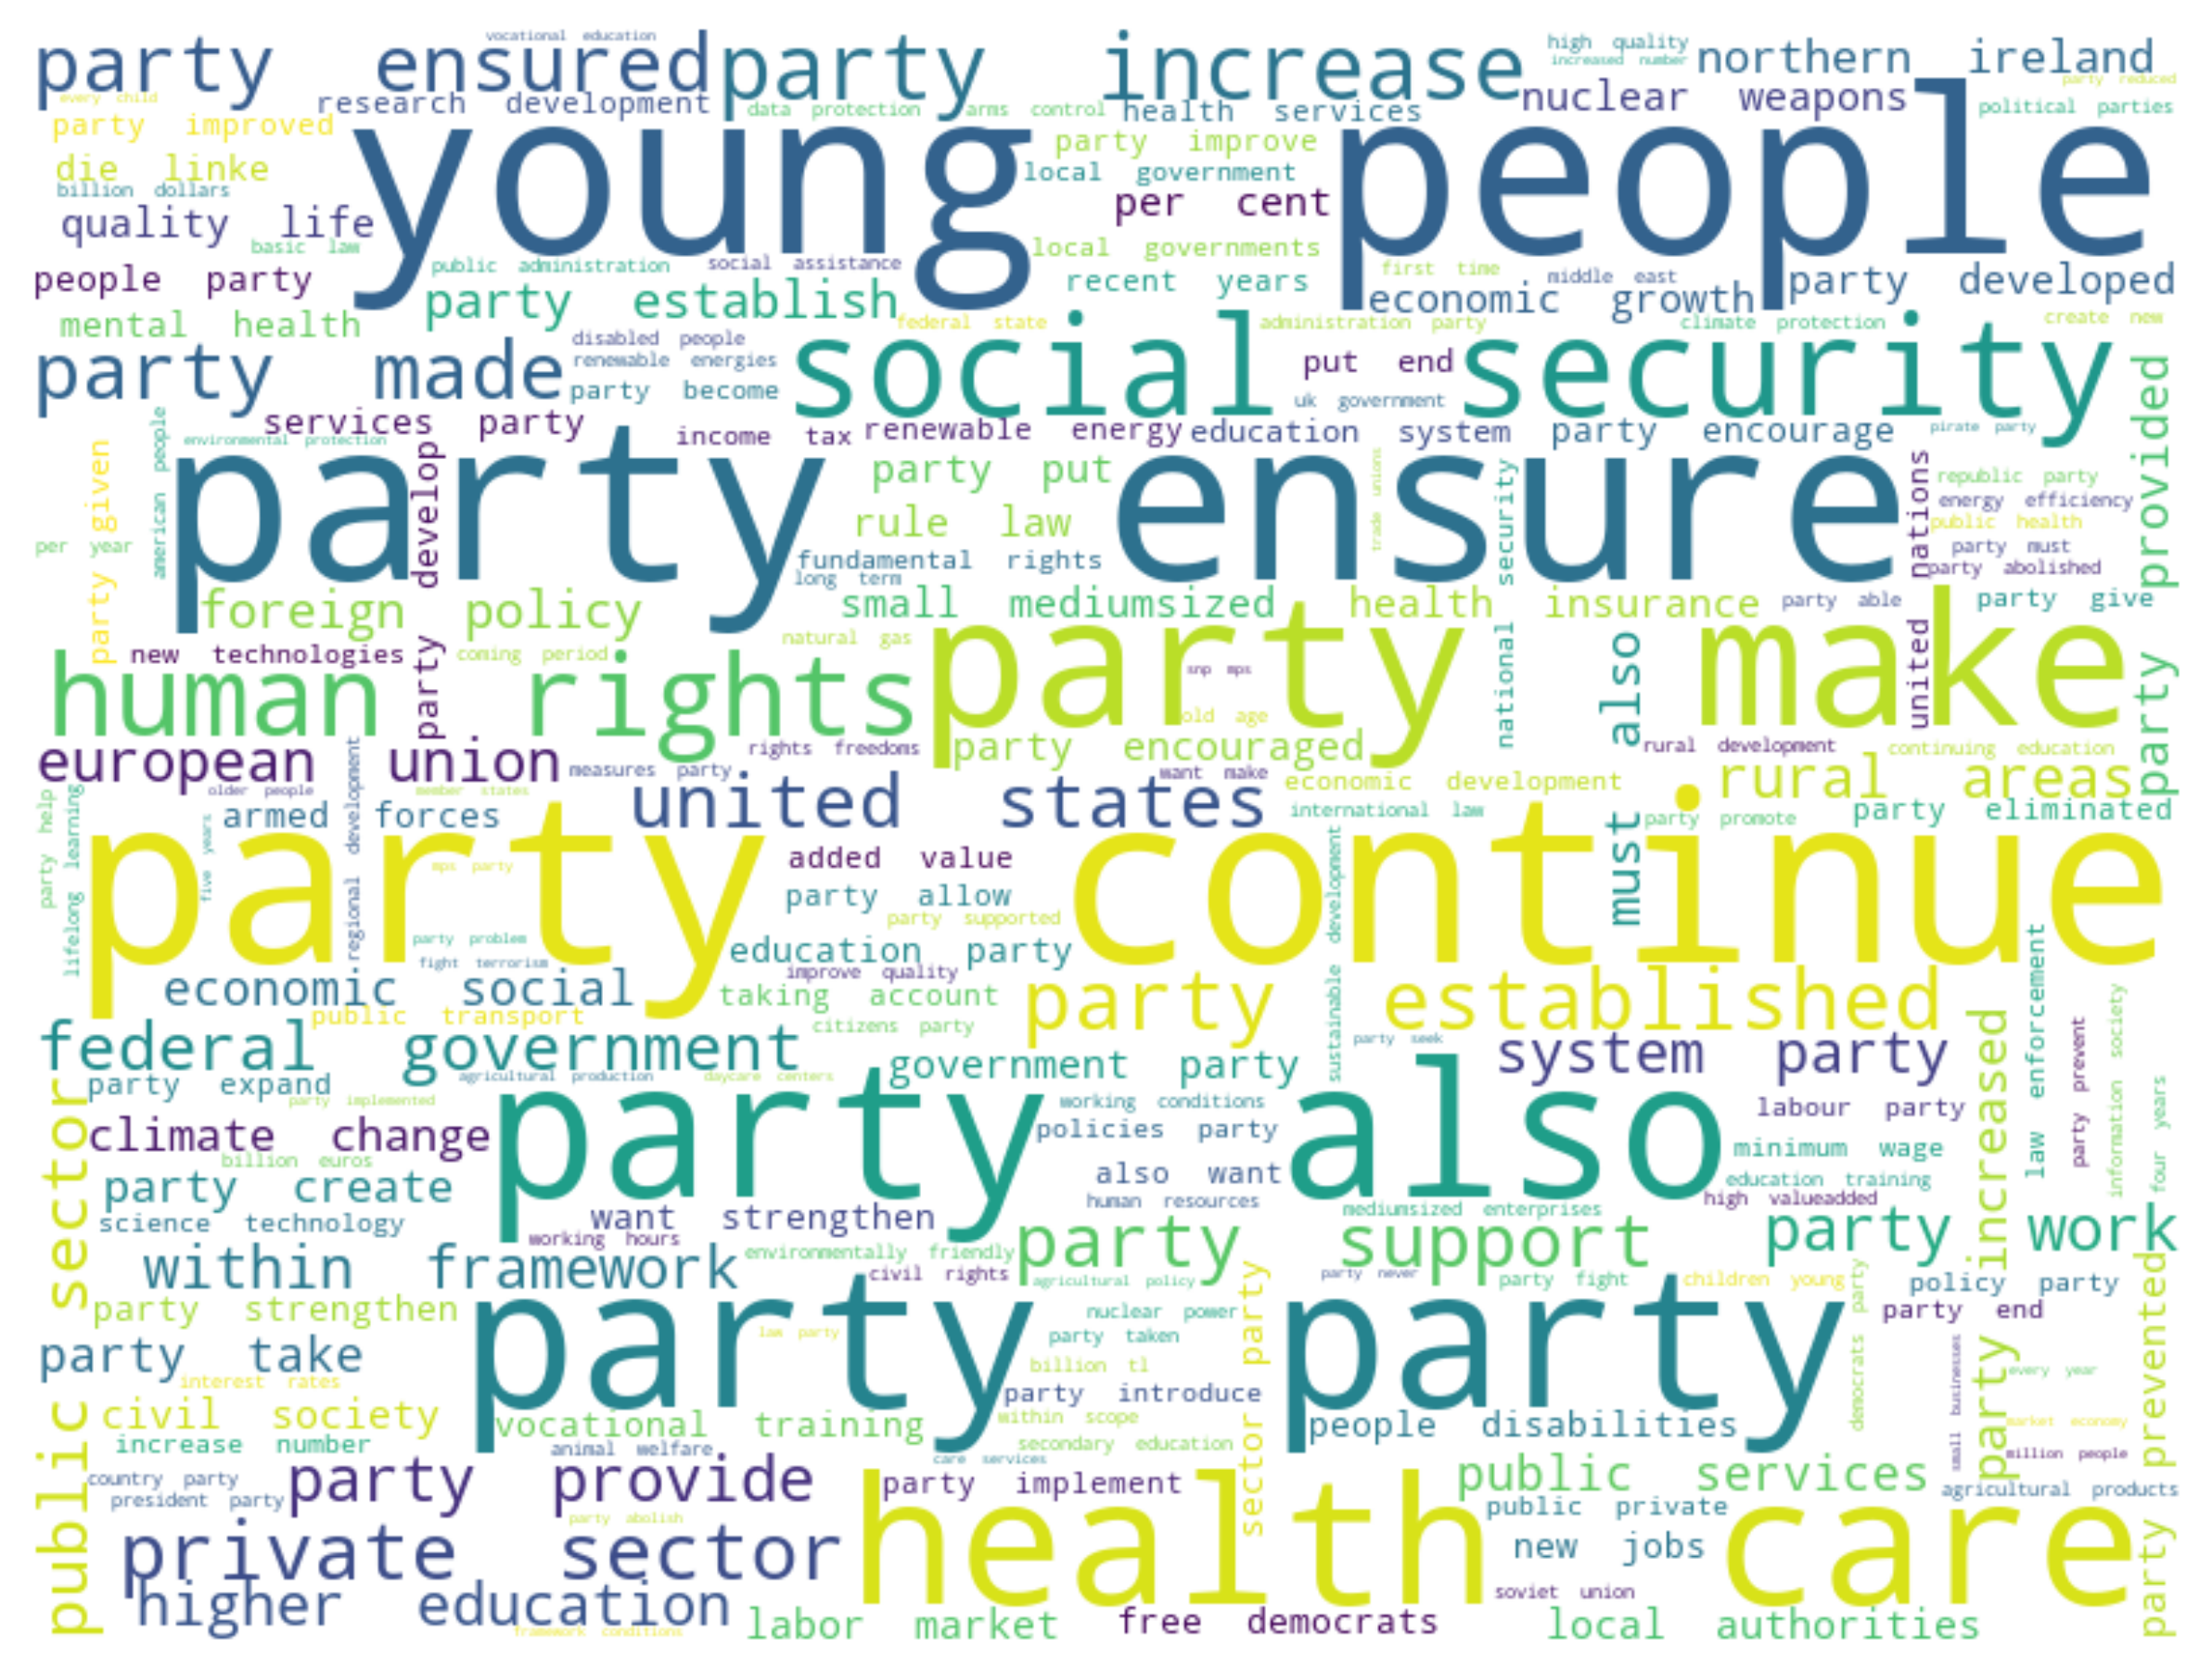 vocational education
party ensured
party increase
high quality
increased number
northern ireland
every child
research development
data protection
arms control
health services
nuclear weapons
party reduced
political parties
party improved
young people
party improve
die linke
billion dollars
local government
per cent
quality life
basic law
local governments
people party
public administration
social assistance
recent years
first time
middle east
party developed
party establish
economic growth
mental health
federal state
administration party
climate protection
create new
party made
disabled people
renewable energies
party become
social security
put end
uk government
party provided
services party
environmental protection
income tax
renewable energy
education system
party encourage
pirate party
american people
party given
party develop
party ensure
party put
trade unions
national security
united nations
republic party
energy efficiency
public health
party must
party abolished
per year
rule law
fundamental rights
long term
foreign policy
small mediumsized
health insurance
party able
party give
new technologies
coming period
natural gas
human rights
party make
snp mps
old age
must also
european union
rights freedoms
party encouraged
rural development
continuing education
measures party
want make
economic development
rural areas
older people
member states
armed forces
united states
international law
party promote
party eliminated
party help
lifelong learning
five years
regional development
party continue
mps party
added value
party allow
party supported
sustainable development
party problem
fight terrorism
education party
improve quality
law enforcement
economic social
taking account
party established
public transport
citizens party
federal government
party seek
system party
government party
party increased
information society
party prevent
four years
public sector
party expand
agricultural production
daycare centers
party implemented
party also
working conditions
labour party
climate change
policies party
minimum wage
billion euros
also want
education training
party create
human resources
high valueadded
science technology
want strengthen
mediumsized enterprises
working hours
party support
party work
within framework
environmentally friendly
civil rights
agricultural policy
party never
party fight
children young
policy party
party strengthen
nuclear power
party end
party party
law party
party taken
sector party
democrats party
party prevented
party take
billion tl
small businesses
every year
interest rates
party introduce
civil society
vocational training
within scope
people disabilities
market economy
increase number
animal welfare
secondary education
million people
country party
care services
party provide
party implement
public services
president party
agricultural products
party abolish
public private
private sector
health care
new jobs
higher education
soviet union
framework conditions
labor market
free democrats
local authorities